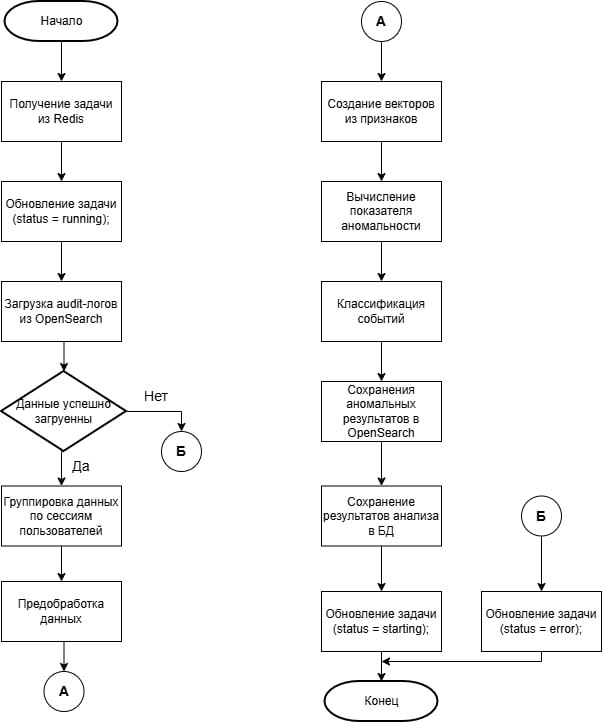 Начало
Получение задачи
из Redis
Обновление задачи
(status = running);
Загрузка audit-логов
из OpenSearch
Данные успешно
загруенны
Нет
Б
Да
Группировка данных
по сессиям
пользователей
Предобработка
данных
А
А
Создание векторов
из признаков
Вычисление
показателя
аномальности
Классификация
событий
Сохранения
аномальных
результатов в
OpenSearch
Сохранение
результатов анализа
в БД
Обновление задачи
(status = starting);
Б
Обновление задачи
(status = error);
Конец